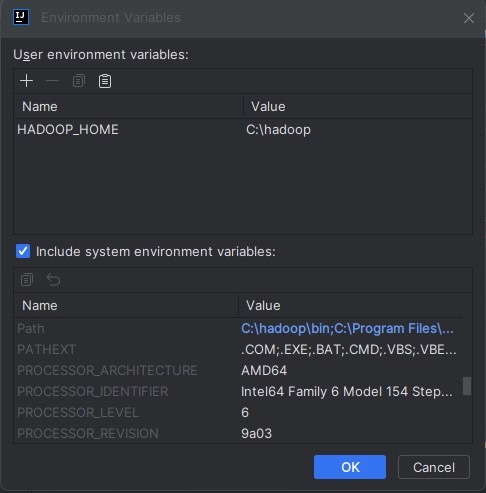 IJ
Environment Variables
User environment variables:
Name Value
HADOOP_HOME C:\hadoop
Include system environment variables:
Name Value
Path C:\hadoop\bin;C:\Program Files\...
PATHEXT .COM;.EXE;.BAT;.CMD;.VBS;.VBE...
PROCESSOR_ARCHITECTURE AMD64
PROCESSOR_IDENTIFIER Intel64 Family 6 Model 154 Step...
PROCESSOR_LEVEL 6
PROCESSOR_REVISION 9a03
OK Cancel